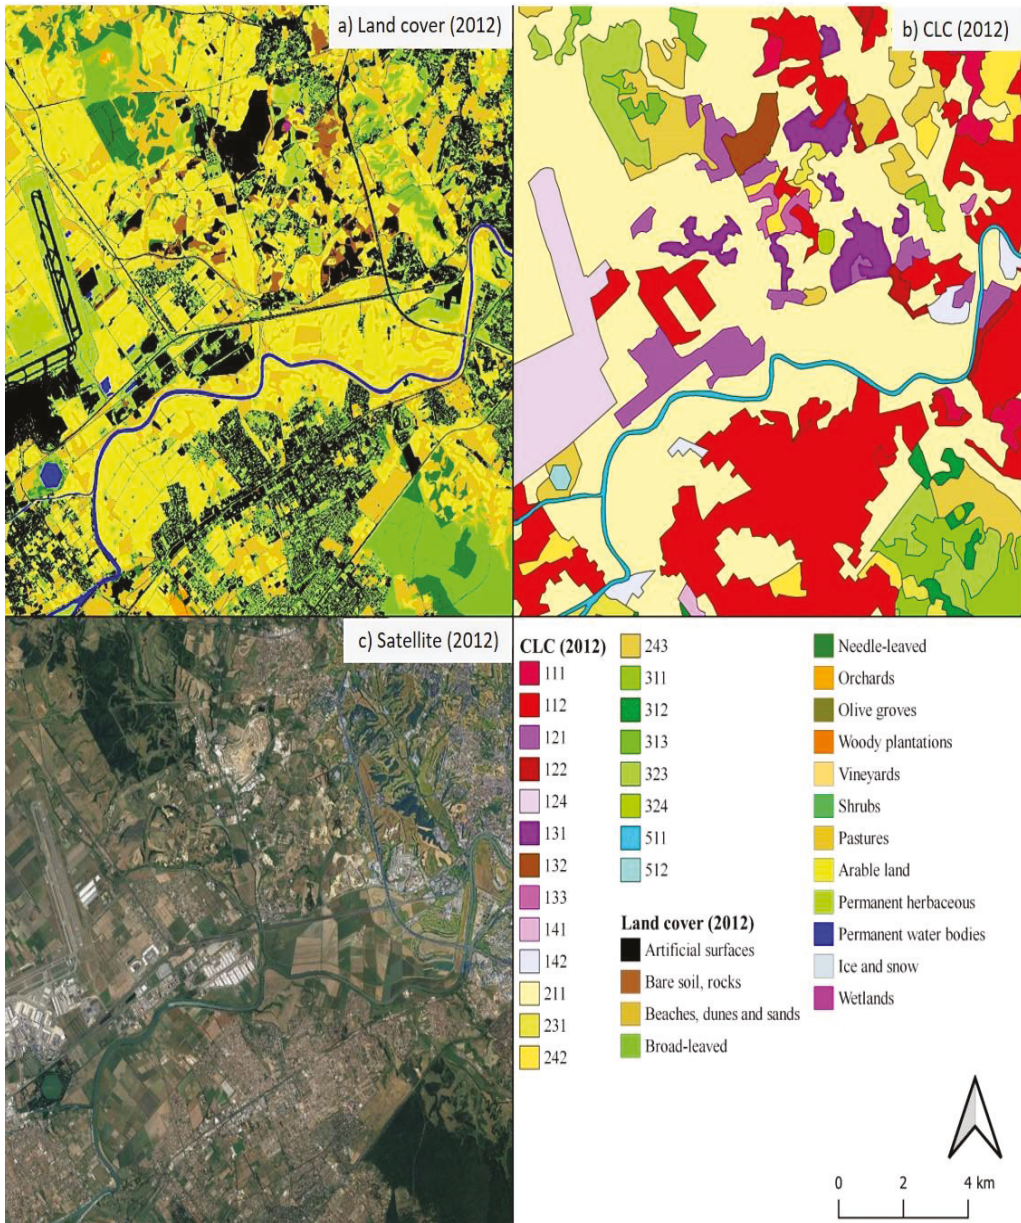 a) Land cover (2012)
b) CLC (2012)
c) Satellite (2012)
CLC (2012)
111
112
121
122
124
131
132
133
141
142
211
231
242
243
311
312
313
323
324
511
512
Land cover (2012)
Artificial surfaces
Bare soil, rocks
Beaches, dunes and sands
Broad-leaved
Needle-leaved
Orchards
Olive groves
Woody plantations
Vineyards
Shrubs
Pastures
Arable land
Permanent herbaceous
Permanent water bodies
Ice and snow
Wetlands
0 2 4 km